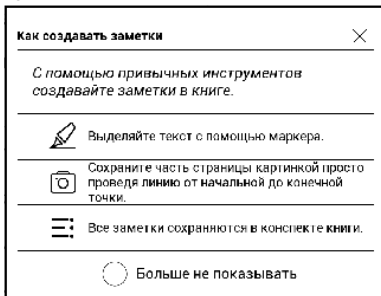 Как создавать заметки
С помощью привычных инструментов
создавайте заметки в книге.
Выделяйте текст с помощью маркера.
Сохраните часть страницы картинкой просто
проведя линию от начальной до конечной
точки.
Все заметки сохраняются в конспекте книги.
Больше не показывать